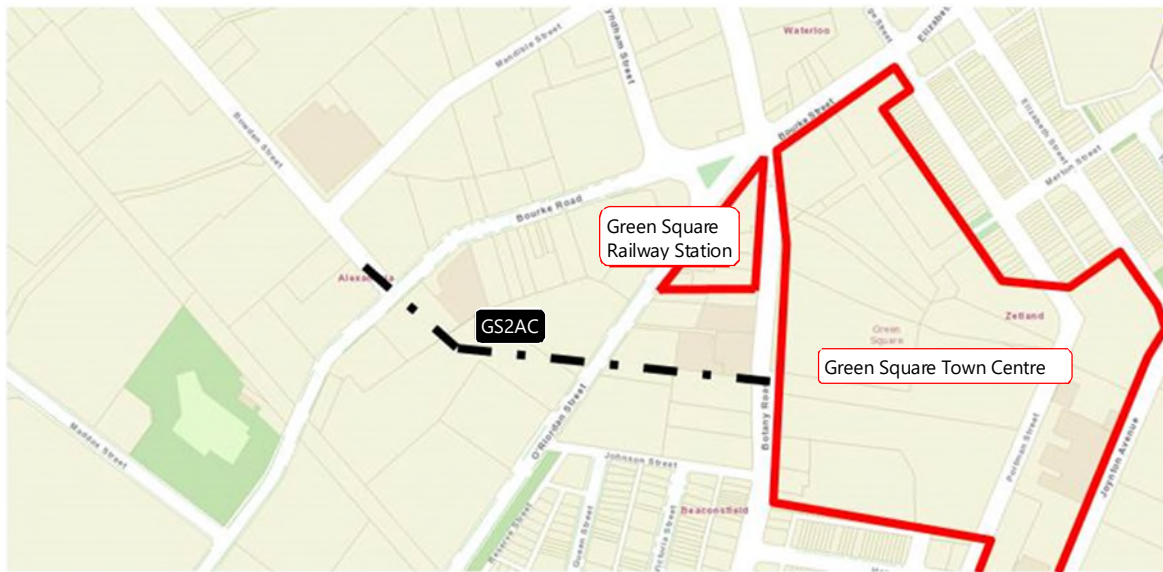 Waterloo
Mandible Street
Bourke Street
Bowden Street
Elizabeth Street
Morton Street
Bourke Road
Green Square
Railway Station
Alexandria
GS2AC
Zetland
Green
Square
Green Square Town Centre
O'Riordan Street
Botany Road
Portman Street
Joynton Avenue
Maddox Street
Johnson Street
Beaconsfield
Reserve Street
Queen Street
Victoria Street